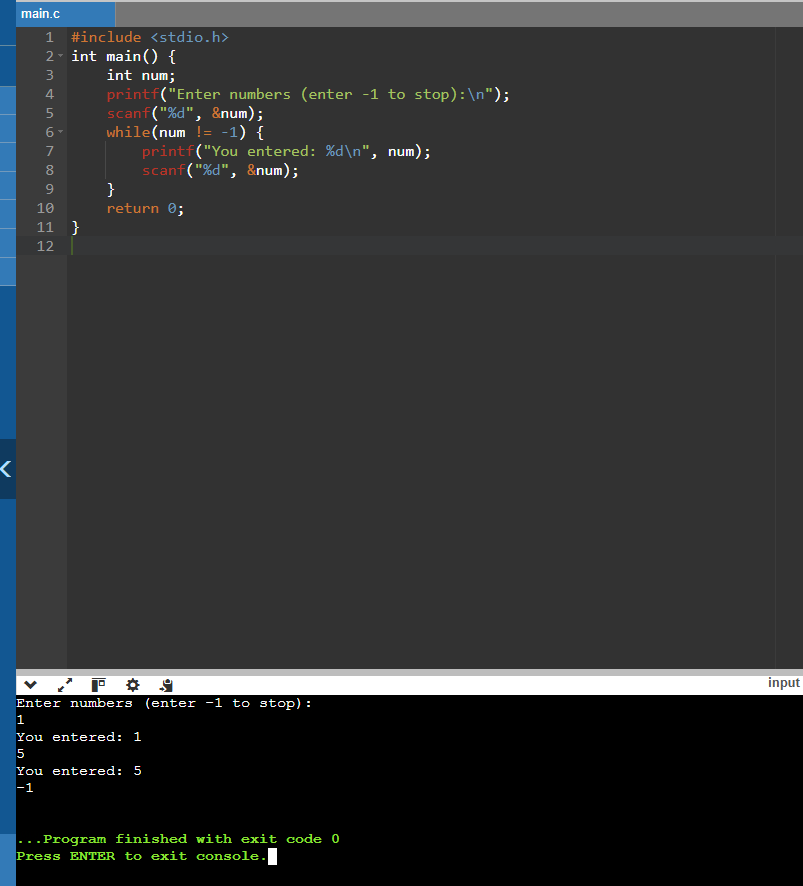 main.c
1 #include <stdio.h>
2 int main() {
3     int num;
4     printf("Enter numbers (enter -1 to stop):\n");
5     scanf("%d", &num);
6     while(num != -1) {
7         printf("You entered: %d\n", num);
8         scanf("%d", &num);
9     }
10     return 0;
11 }
12
input
Enter numbers (enter -1 to stop):
1
You entered: 1
5
You entered: 5
-1
...Program finished with exit code 0
Press ENTER to exit console.